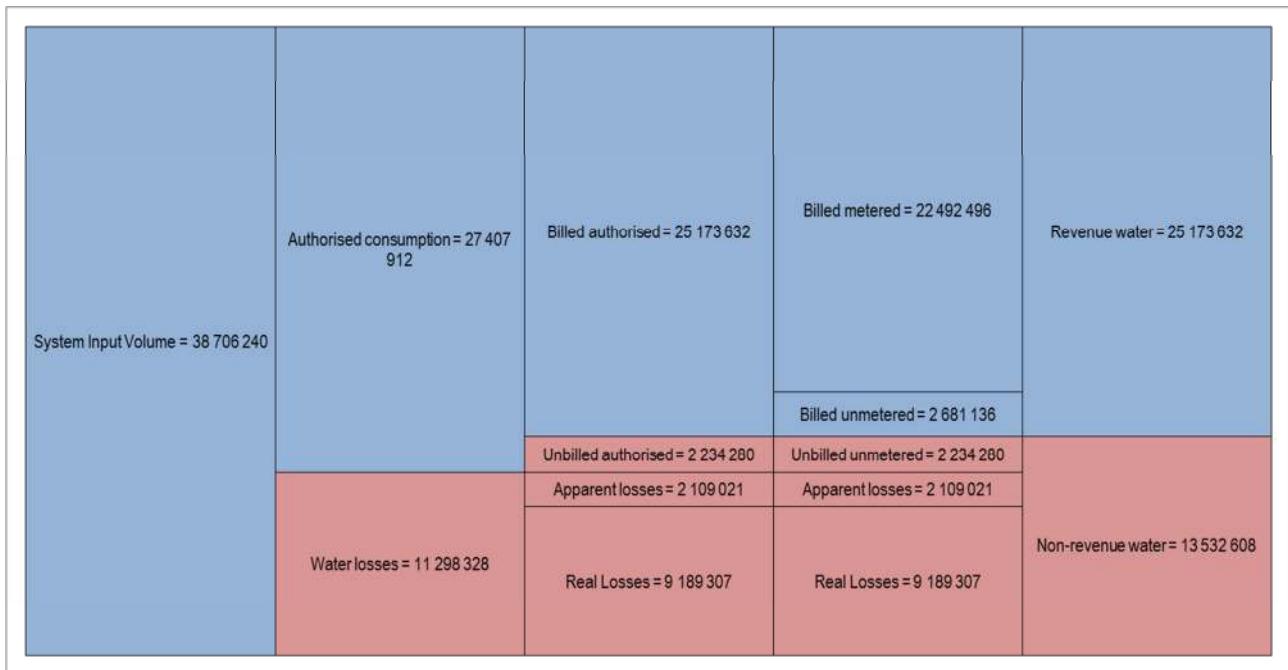 System Input Volume = 38 706 240
Authorised consumption = 27 407
912
Water losses = 11 298 328
Billed authorised = 25 173 632
Unbilled authorised = 2 234 280
Apparent losses = 2 109 021
Real Losses = 9 189 307
Billed metered = 22 492 496
Billed unmetered = 2 681 136
Unbilled unmetered = 2 234 280
Apparent losses = 2 109 021
Real Losses = 9 189 307
Revenue water = 25 173 632
Non-revenue water = 13 532 608